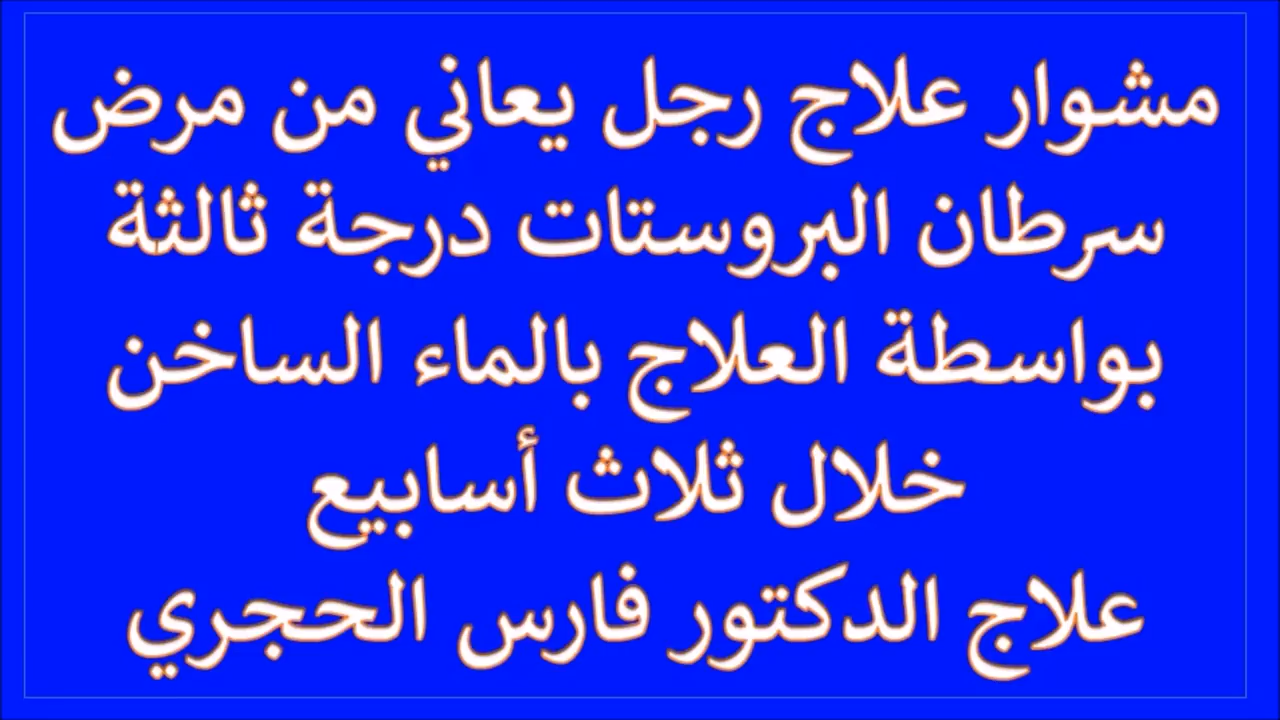 مشوار علاج رجل يعاني من مرض
سرطان البروستات درجة ثالثة
بواسطة العلاج بالماء الساخن
خلال ثلاث أسابيع
علاج الدكتور فارس الحجري